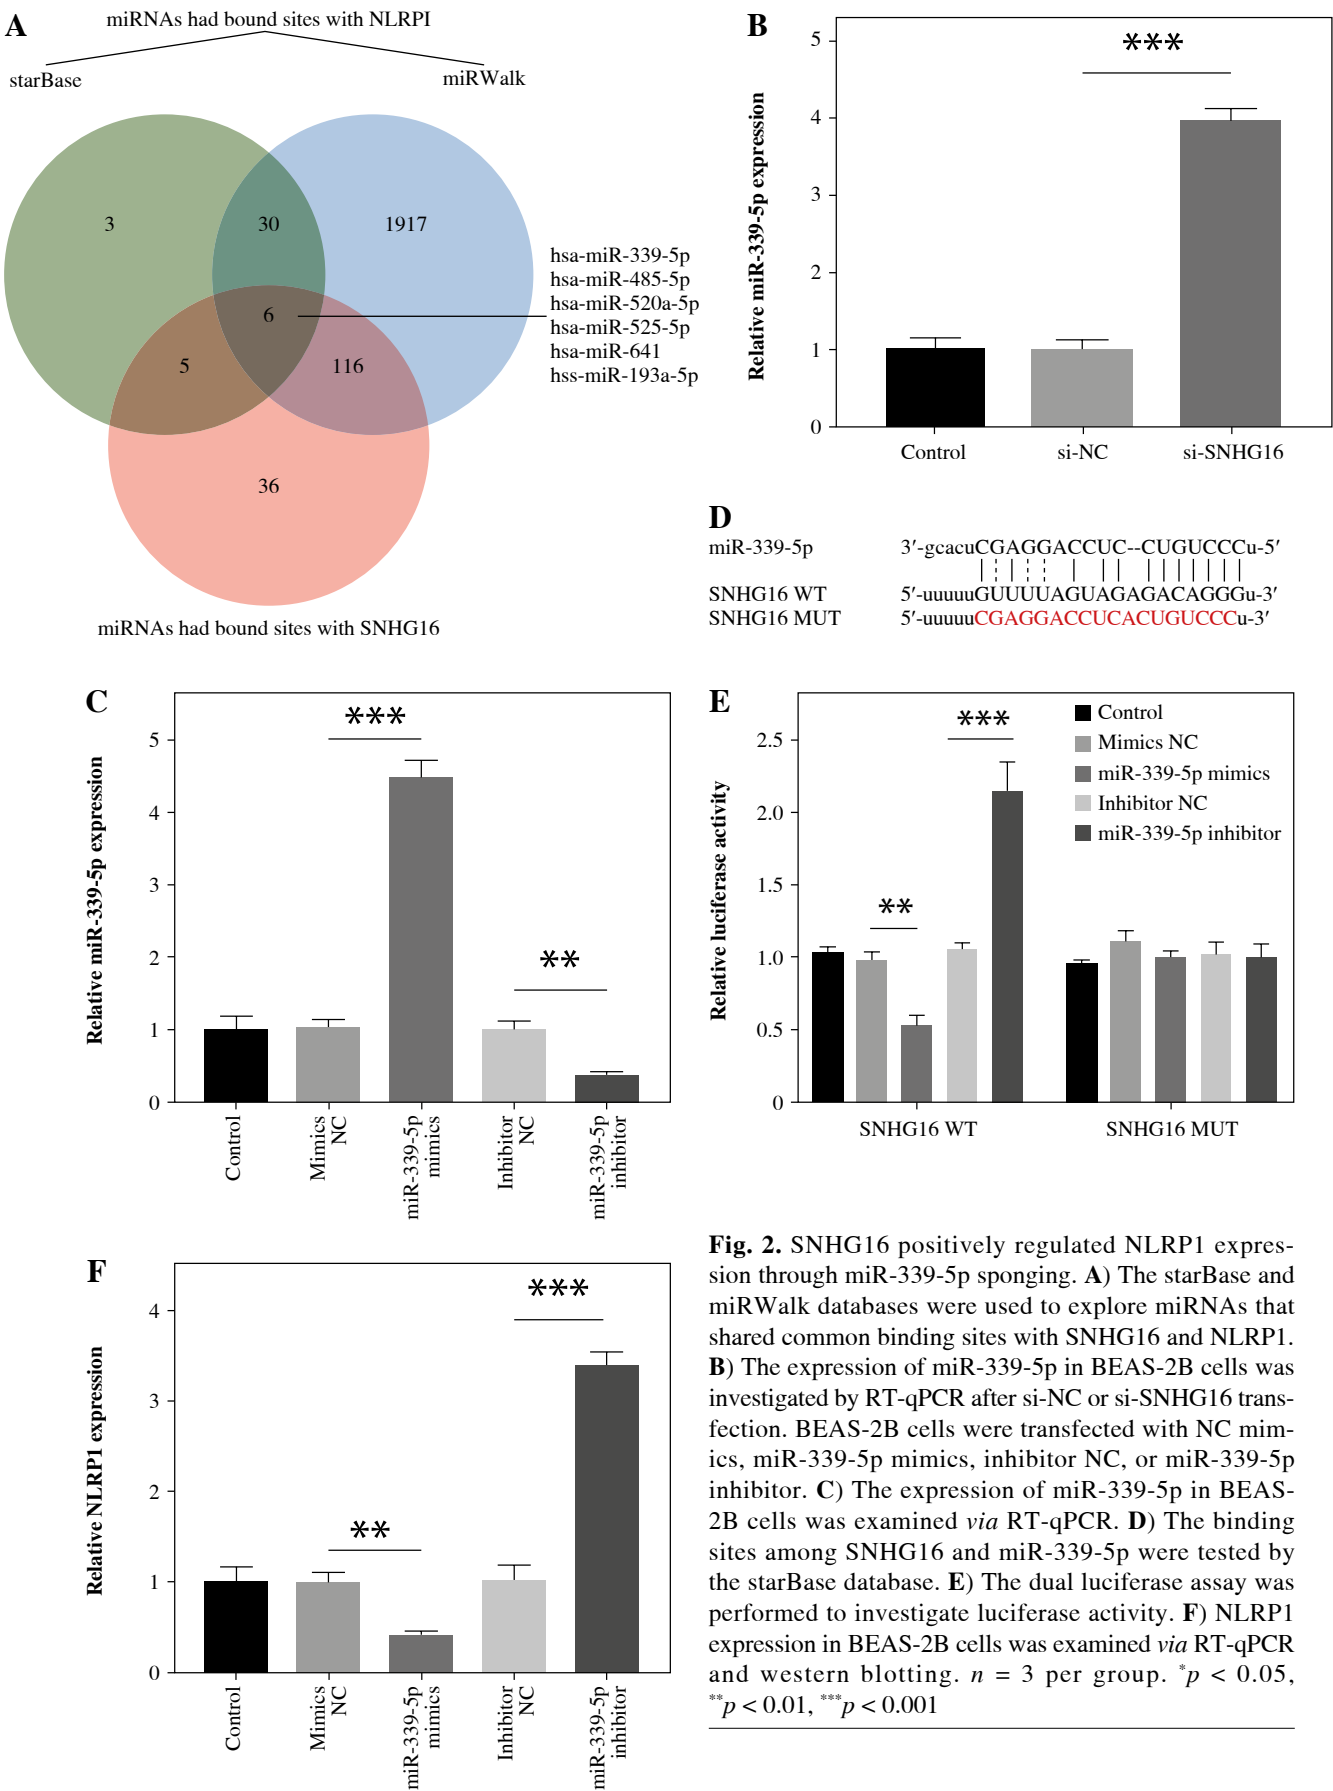 A
miRNAs had bound sites with NLRPI
starBase
miRWalk
3
30
1917
6
5
116
36
hsa-miR-339-5p
hsa-miR-485-5p
hsa-miR-520a-5p
hsa-miR-525-5p
hsa-miR-641
hss-miR-193a-5p
miRNAs had bound sites with SNHG16
B
Relative miR-339-5p expression
5
4
3
2
1
0
***
Control
si-NC
si-SNHG16
D
miR-339-5p 3′-gcacuCGAGGACCUC--CUGUCCCu-5′
SNHG16 WT 5′-uuuuuGUUUUAGUAGAGACAGGGu-3′
SNHG16 MUT 5′-uuuuuCGAGGACCUCACUGUCCCu-3′
C
Relative miR-339-5p expression
5
4
3
2
1
0
***
**
Control
Mimics
NC
miR-339-5p
mimics
Inhibitor
NC
miR-339-5p
inhibitor
E
Relative luciferase activity
2.5
2.0
1.5
1.0
0.5
0
**
***
Control
Mimics NC
miR-339-5p mimics
Inhibitor NC
miR-339-5p inhibitor
SNHG16 WT
SNHG16 MUT
F
Relative NLRP1 expression
4
3
2
1
0
**
***
Control
Mimics
NC
miR-339-5p
mimics
Inhibitor
NC
miR-339-5p
inhibitor
Fig. 2. SNHG16 positively regulated NLRP1 expres-
sion through miR-339-5p sponging. A) The starBase and
miRWalk databases were used to explore miRNAs that
shared common binding sites with SNHG16 and NLRP1.
B) The expression of miR-339-5p in BEAS-2B cells was
investigated by RT-qPCR after si-NC or si-SNHG16 trans-
fection. BEAS-2B cells were transfected with NC mim-
ics, miR-339-5p mimics, inhibitor NC, or miR-339-5p
inhibitor. C) The expression of miR-339-5p in BEAS-
2B cells was examined via RT-qPCR. D) The binding
sites among SNHG16 and miR-339-5p were tested by
the starBase database. E) The dual luciferase assay was
performed to investigate luciferase activity. F) NLRP1
expression in BEAS-2B cells was examined via RT-qPCR
and western blotting. n = 3 per group. *p < 0.05,
**p < 0.01, ***p < 0.001